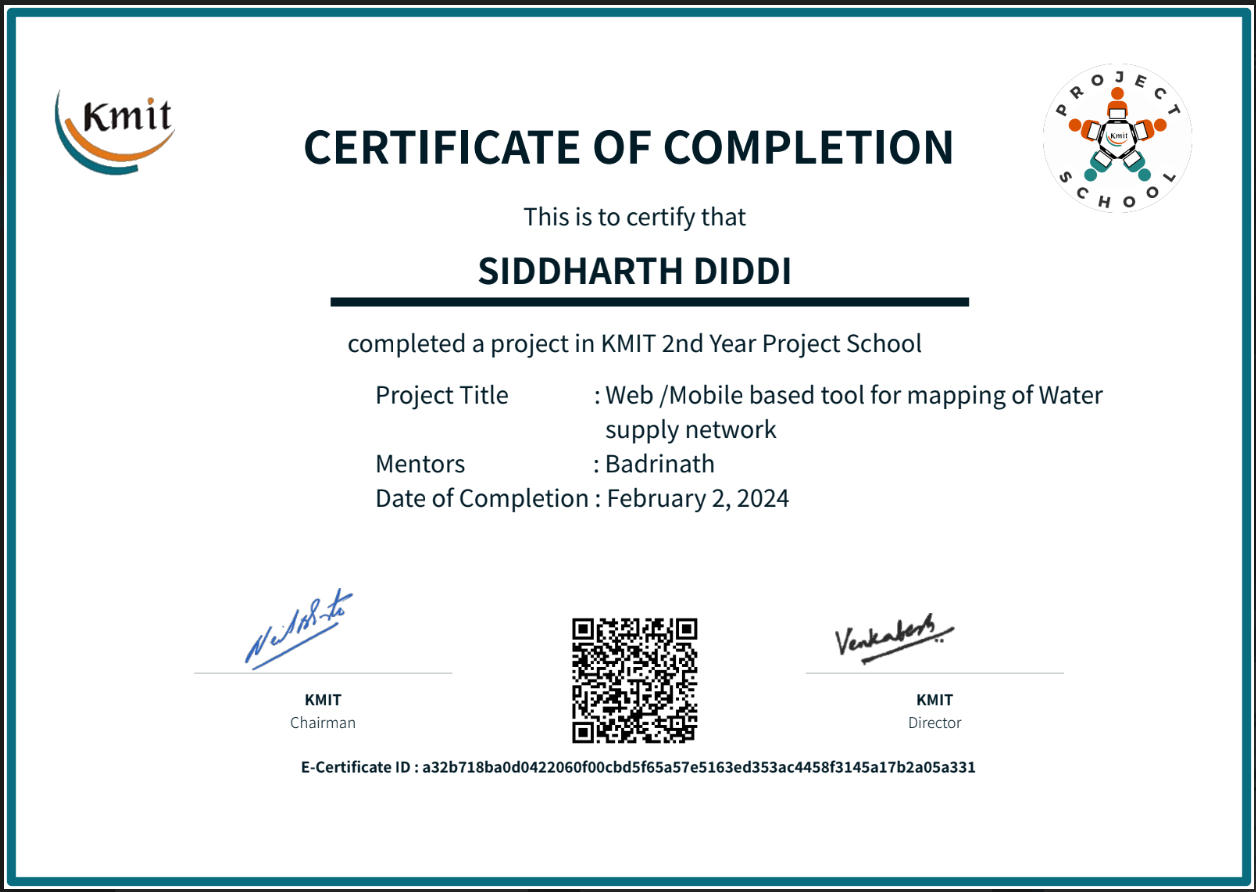 Kmit
PROJECT
SCHOOL
Kmit
CERTIFICATE OF COMPLETION
This is to certify that
SIDDHARTH DIDDI
completed a project in KMIT 2nd Year Project School
Project Title : Web /Mobile based tool for mapping of Water
supply network
Mentors : Badrinath
Date of Completion : February 2, 2024
Venkatesh
KMIT
Chairman
KMIT
Director
E-Certificate ID : a32b718ba0d0422060f00cbd5f65a57e5163ed353ac4458f3145a17b2a05a331